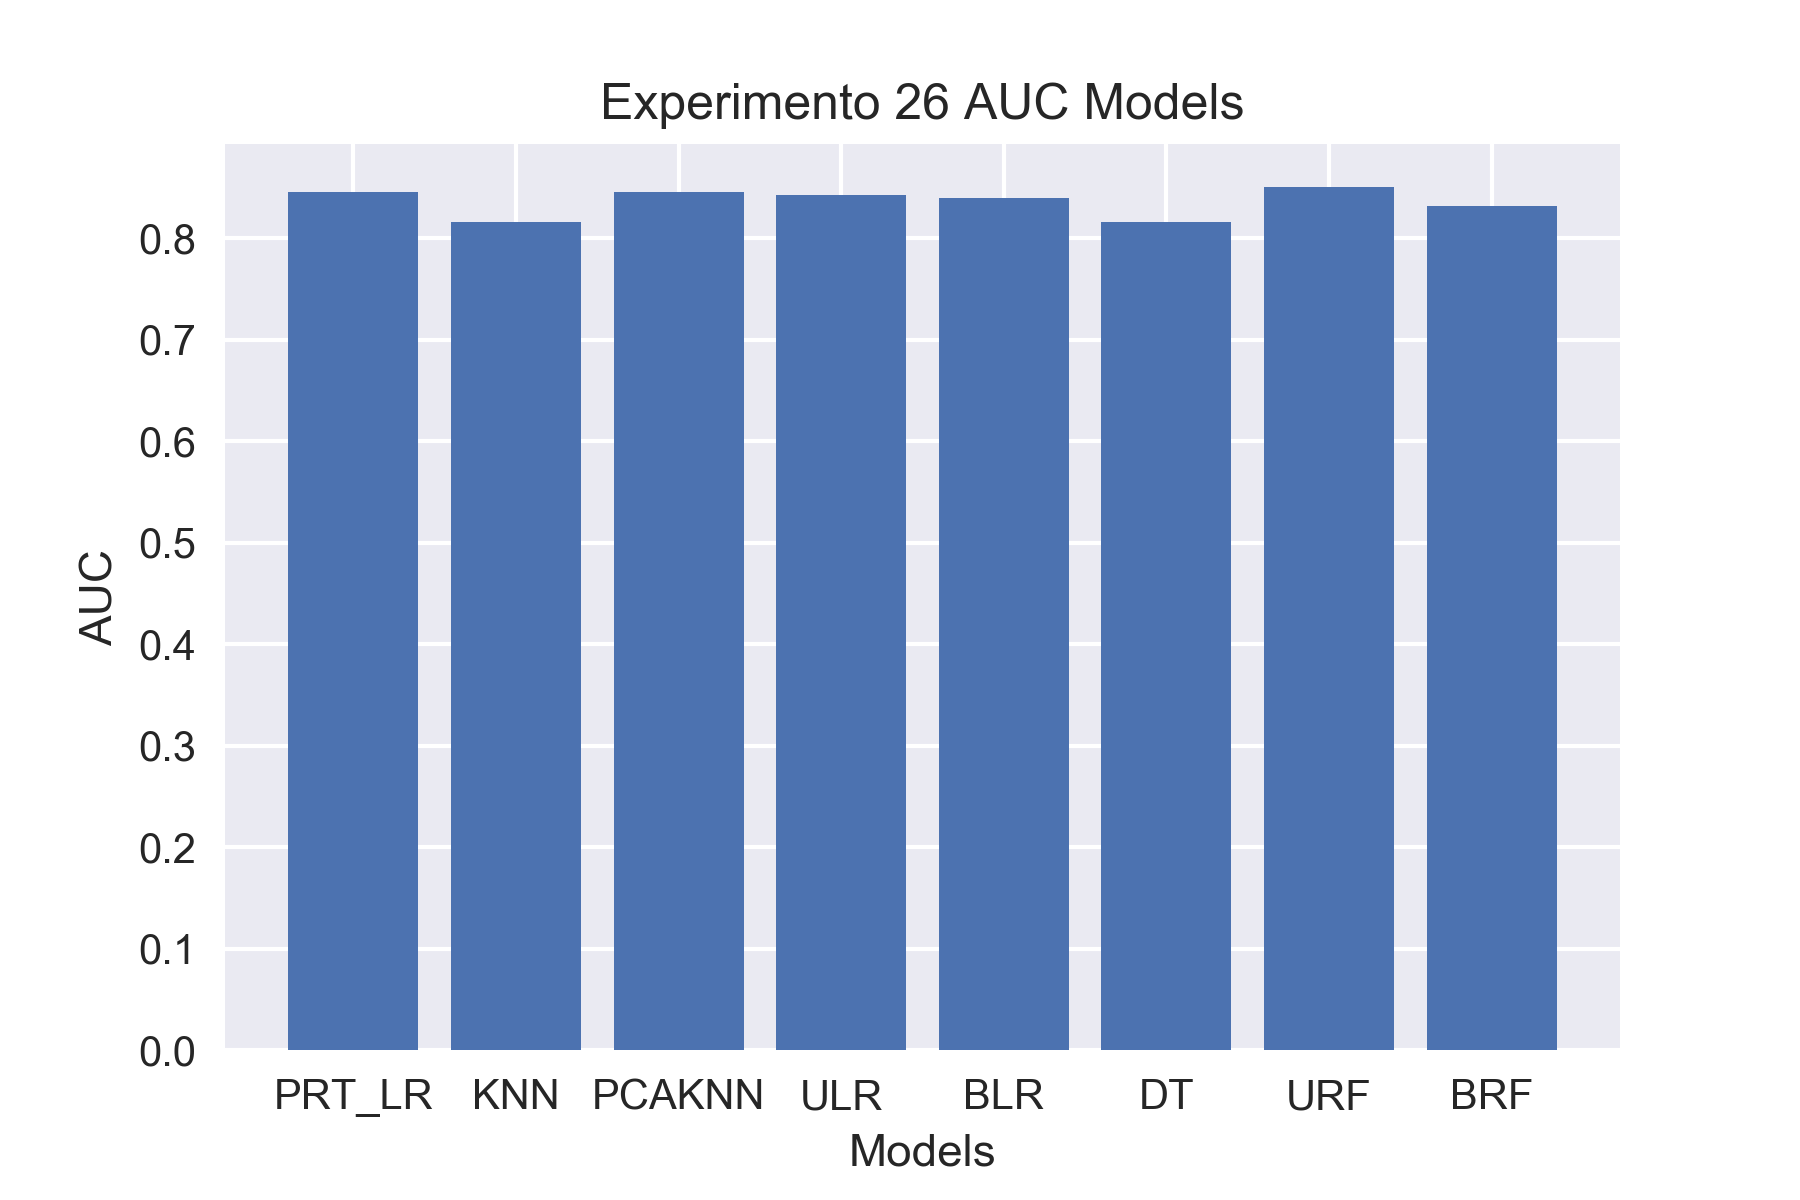 Experimento 26 AUC Models
0.8
0.7
0.6
0.5
0.4
0.3
0.2
0.1
0.0
AUC
PRT_LR KNN PCAKNN ULR BLR DT URF BRF
Models